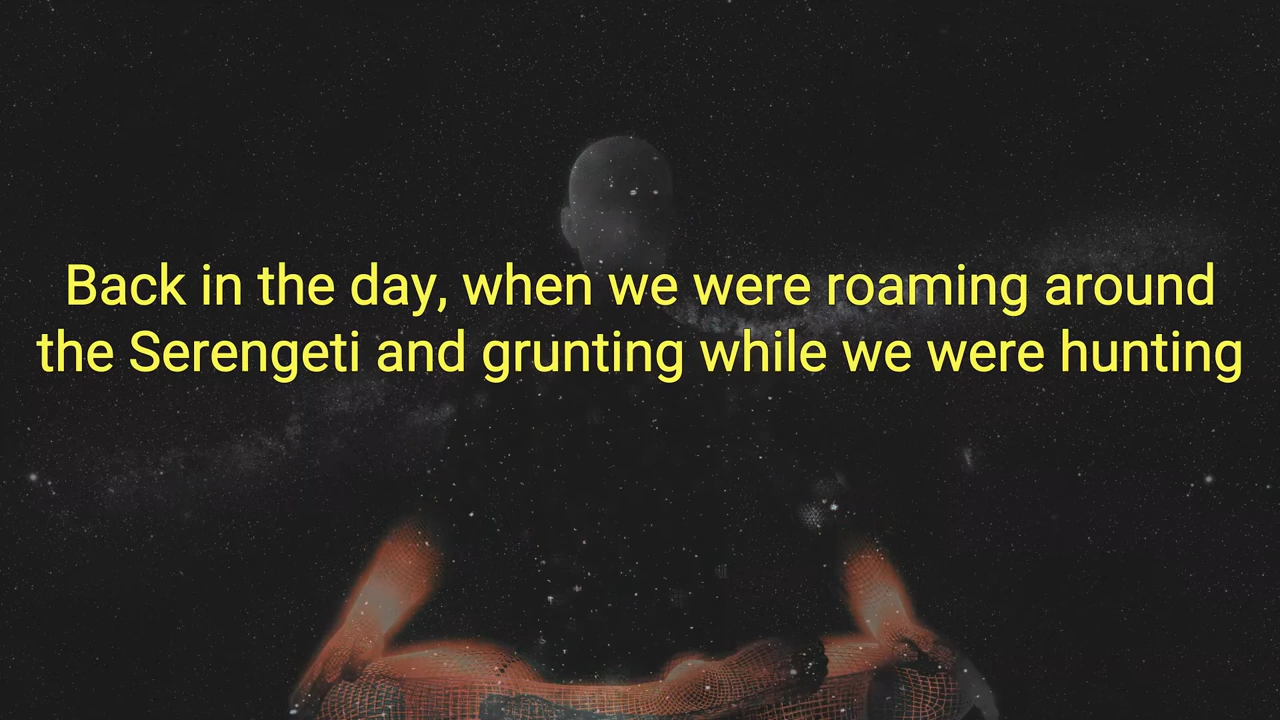 Back in the day, when we were roaming around
the Serengeti and grunting while we were hunting